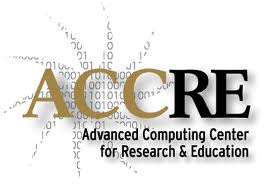 ACCRE
Advanced Computing Center
for Research & Education